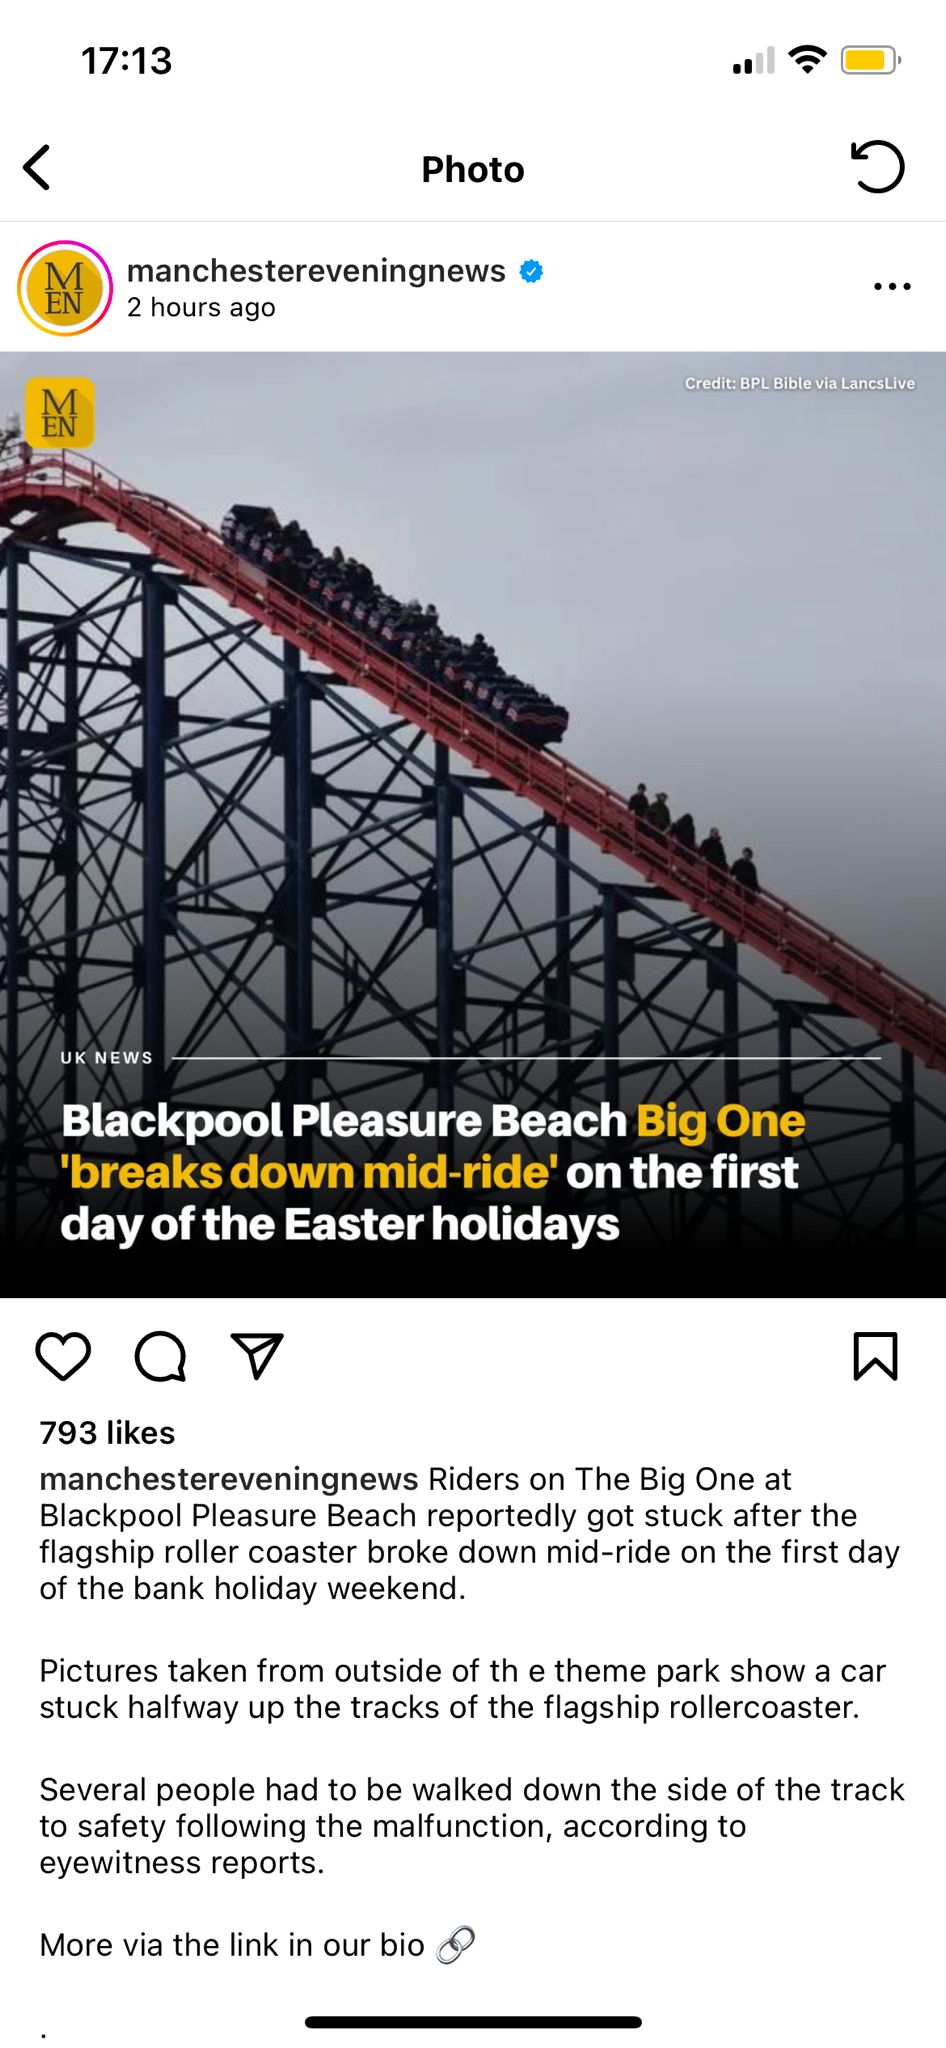 17:13
Photo
M
EN
manchestereveningnews
2 hours ago
M
EN
Credit: BPL Bible via LancsLive
UK NEWS
Blackpool Pleasure Beach Big One
'breaks down mid-ride' on the first
day of the Easter holidays
793 likes
manchestereveningnews Riders on The Big One at
Blackpool Pleasure Beach reportedly got stuck after the
flagship roller coaster broke down mid-ride on the first day
of the bank holiday weekend.
Pictures taken from outside of th e theme park show a car
stuck halfway up the tracks of the flagship rollercoaster.
Several people had to be walked down the side of the track
to safety following the malfunction, according to
eyewitness reports.
More via the link in our bio 🔗
.